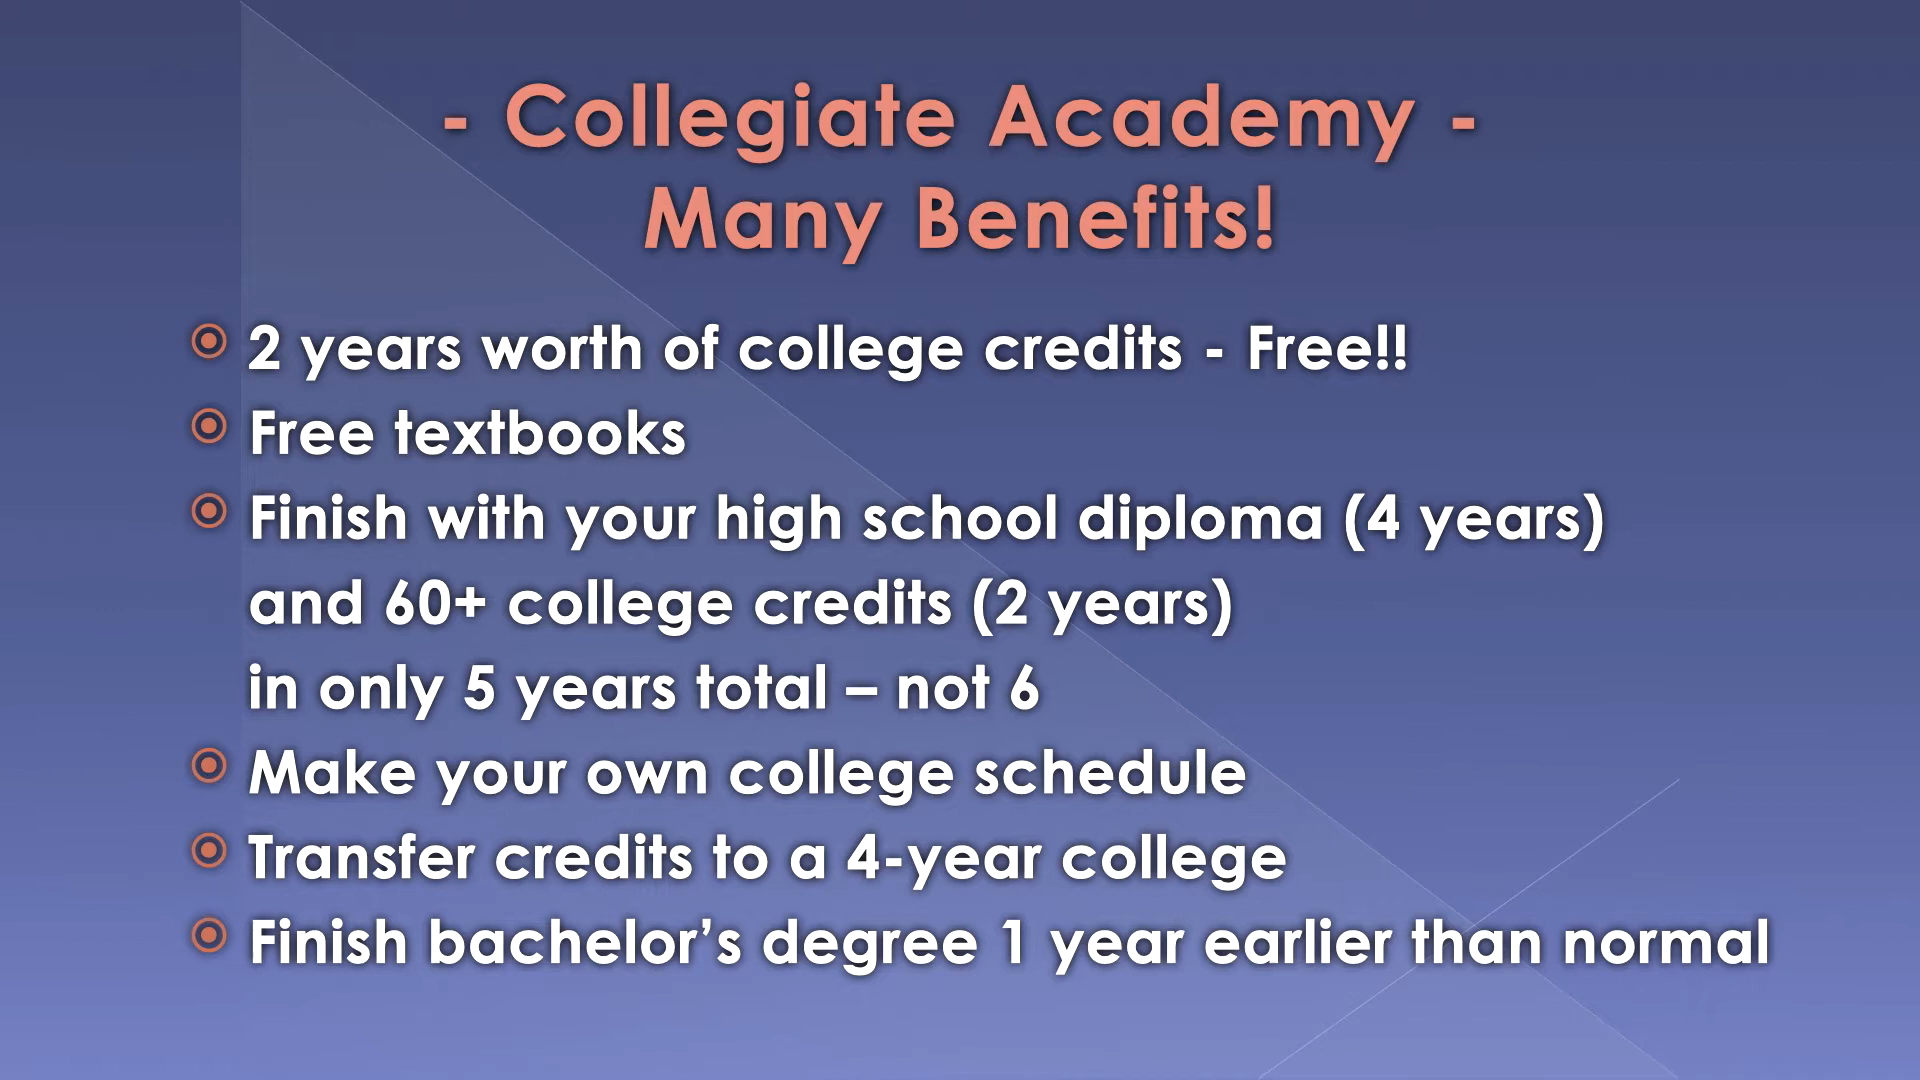 - Collegiate Academy -
Many Benefits!
2 years worth of college credits - Free!!
Free textbooks
Finish with your high school diploma (4 years)
and 60+ college credits (2 years)
in only 5 years total – not 6
Make your own college schedule
Transfer credits to a 4-year college
Finish bachelor’s degree 1 year earlier than normal